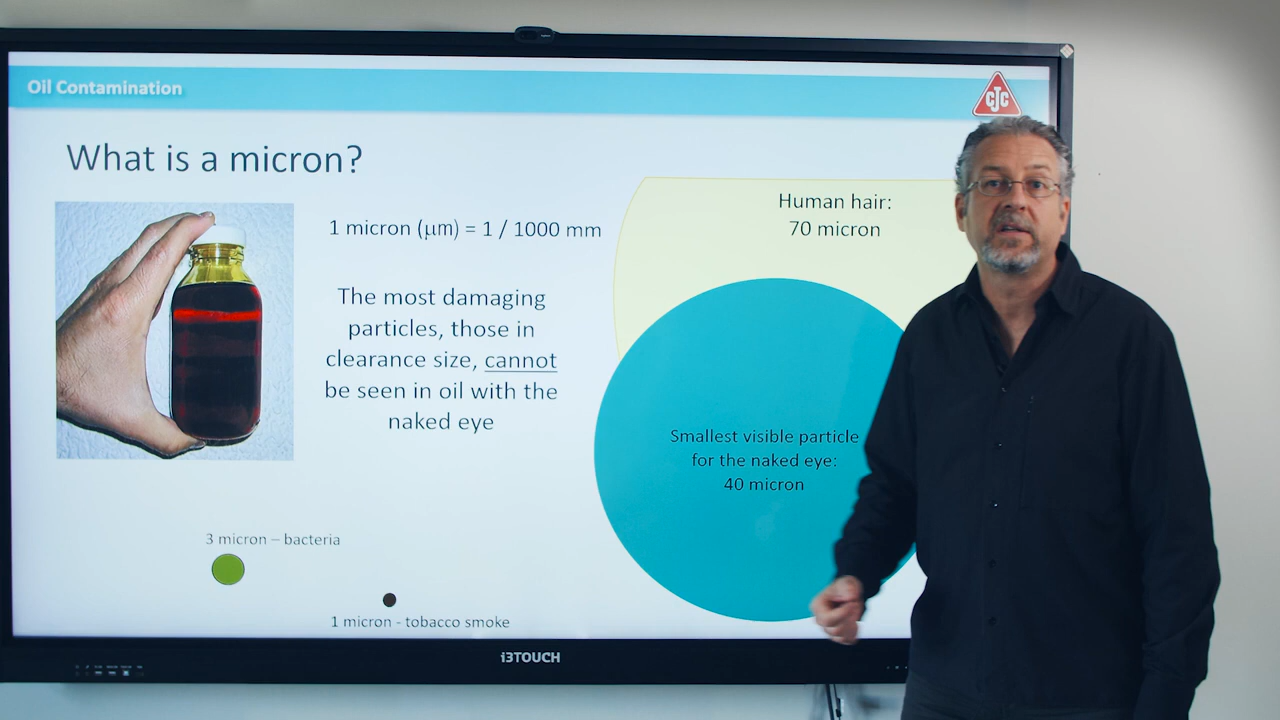 Oil Contamination
CJC
What is a micron?
1 micron (μm) = 1 / 1000 mm
Human hair:
70 micron
The most damaging
particles, those in
clearance size, cannot
be seen in oil with the
naked eye
Smallest visible particle
for the naked eye:
40 micron
3 micron – bacteria
1 micron - tobacco smoke
i3TOUCH